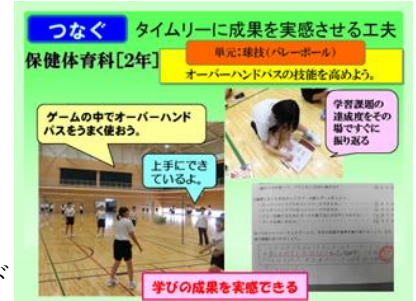 つなぐ タイムリーに成果を実感させる工夫
保健体育科[2年]
単元:球技(バレーボール)
オーバーハンドパスの技能を高めよう。
ゲームの中でオーバーハンド
パスをうまく使おう。
上手にでき
ているよ。
学習課題の
達成度をその
場ですぐに
振り返る
学びの成果を実感できる
ド